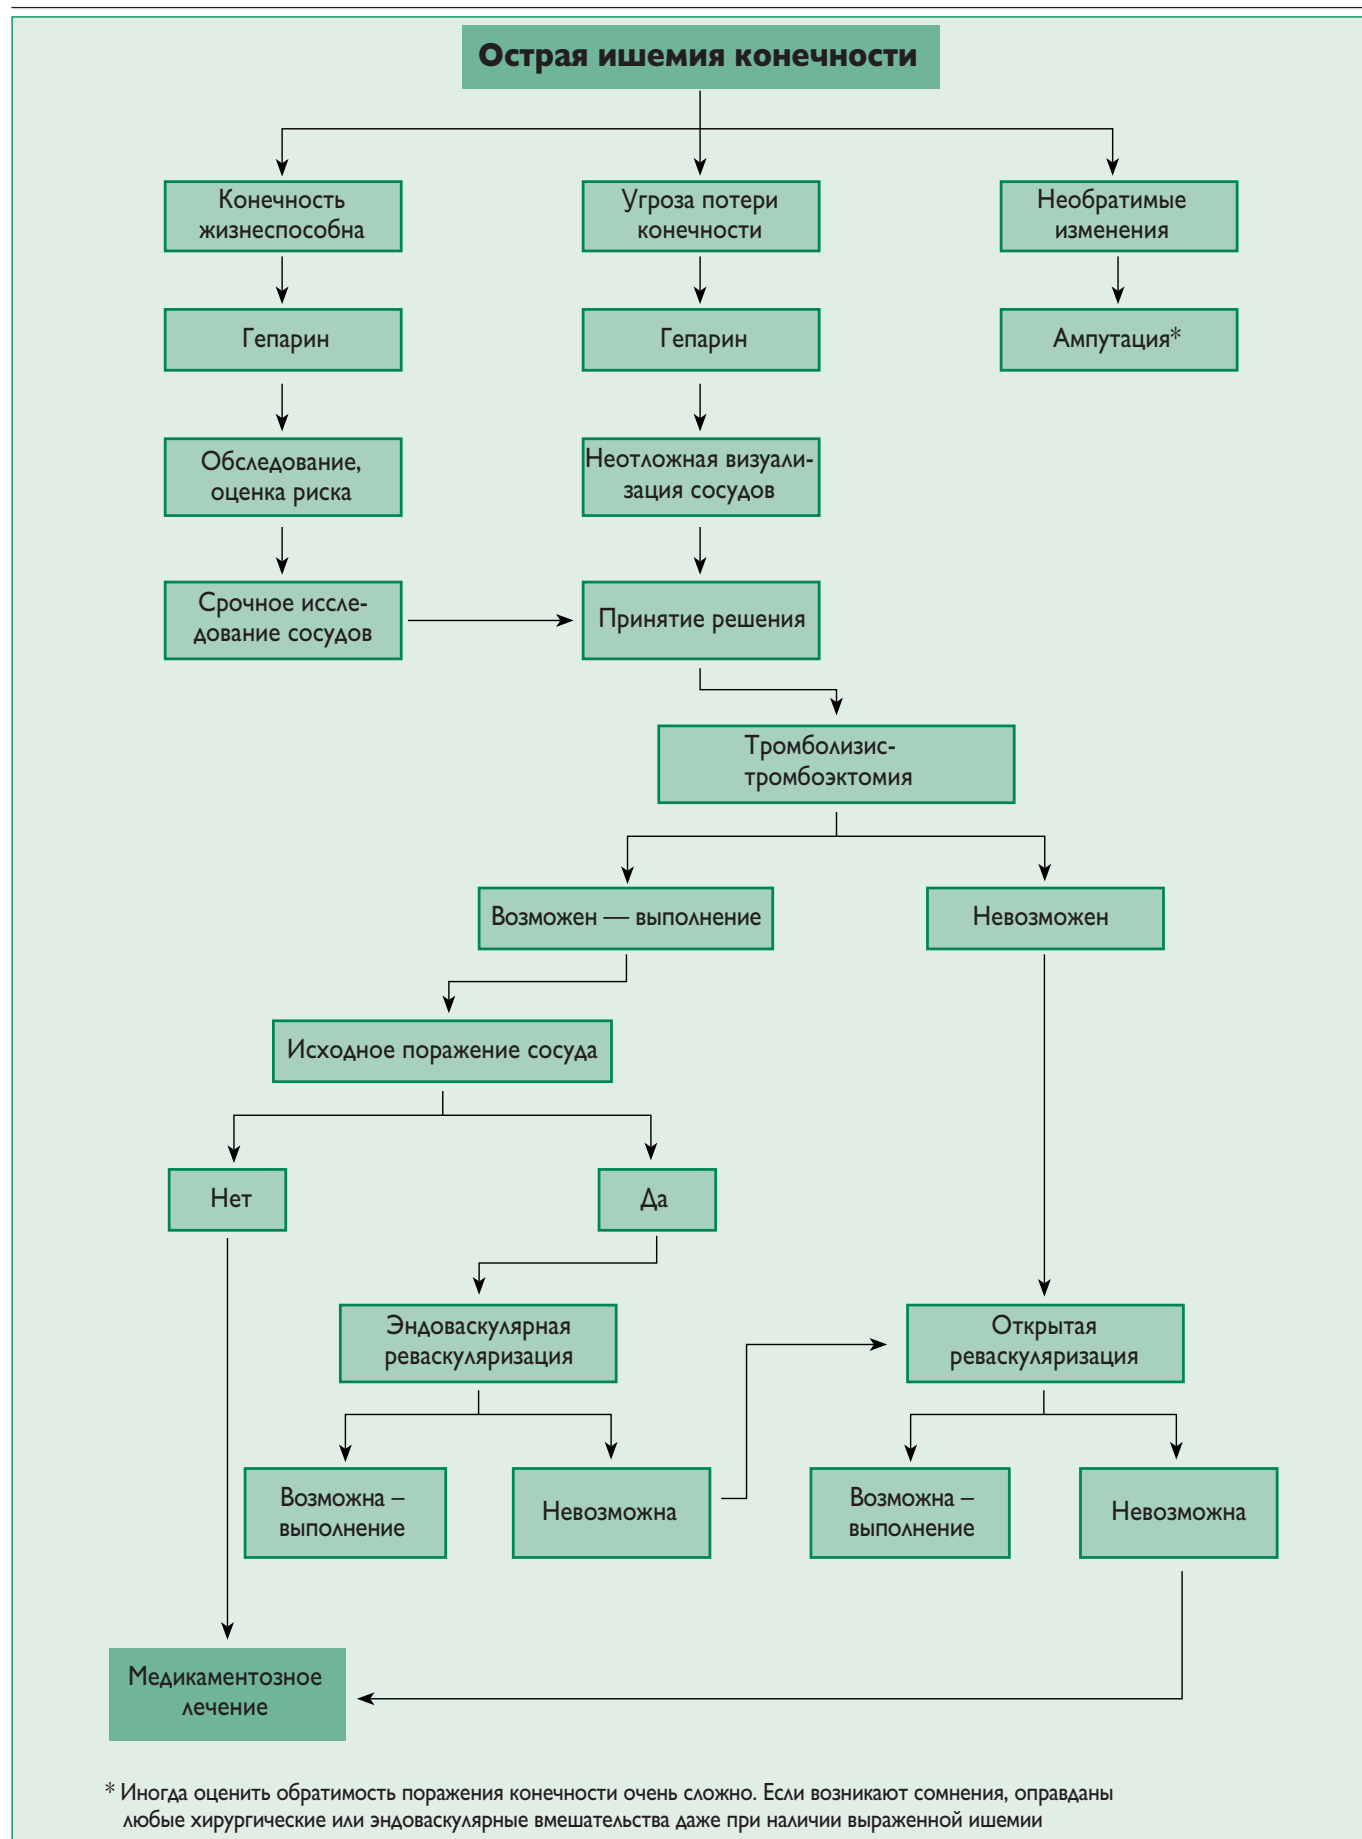 Острая ишемия конечности
Конечность
жизнеспособна
Угроза потери
конечности
Необратимые
изменения
Гепарин
Гепарин
Ампутация*
Обследование,
оценка риска
Неотложная визуали-
зация сосудов
Срочное иссле-
дование сосудов
Принятие решения
Тромболизис-
тромбоэктомия
Возможен — выполнение
Невозможен
Исходное поражение сосуда
Нет
Да
Эндоваскулярная
реваскуляризация
Открытая
реваскуляризация
Возможна –
выполнение
Невозможна
Возможна –
выполнение
Невозможна
Медикаментозное
лечение
* Иногда оценить обратимость поражения конечности очень сложно. Если возникают сомнения, оправданы
любые хирургические или эндоваскулярные вмешательства даже при наличии выраженной ишемии